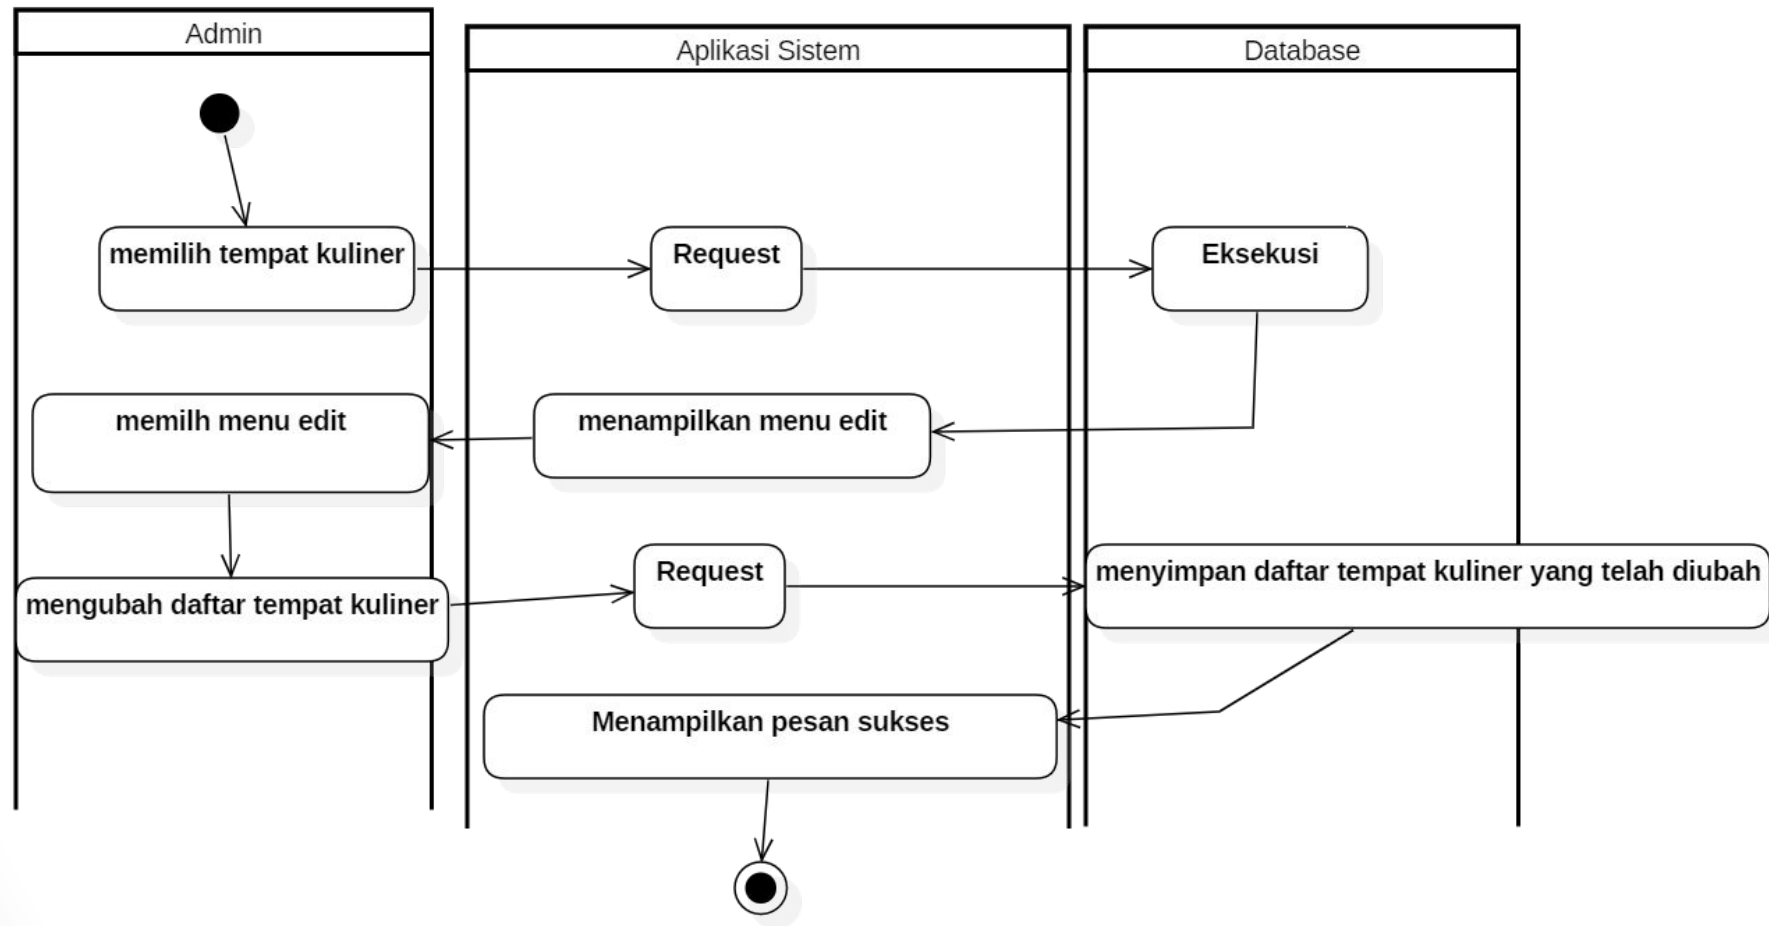 Admin
Aplikasi Sistem
Database
memilih tempat kuliner
Request
Eksekusi
memilh menu edit
menampilkan menu edit
mengubah daftar tempat kuliner
Request
menyimpan daftar tempat kuliner yang telah diubah
Menampilkan pesan sukses